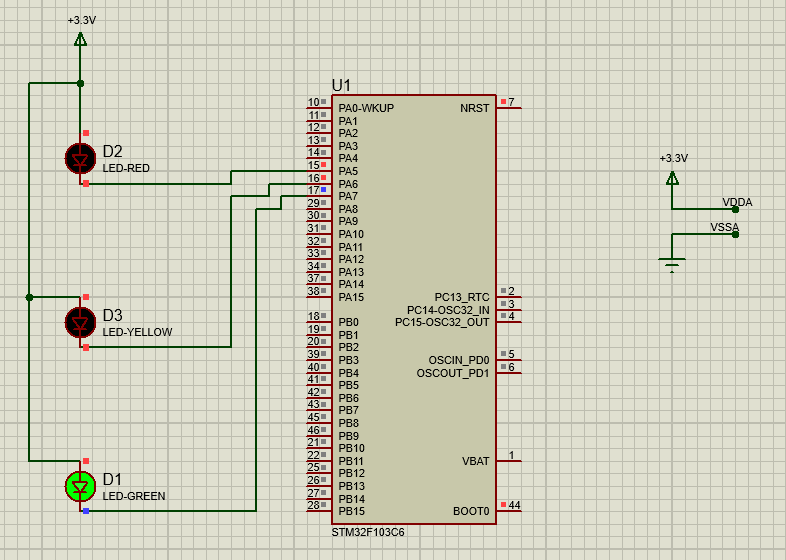 +3.3V
D2
LED-RED
D3
LED-YELLOW
D1
LED-GREEN
U1
10 PA0-WKUP NRST 7
11 PA1
12 PA2
13 PA3
14 PA4
15 PA5
16 PA6
17 PA7
29 PA8
30 PA9
31 PA10
32 PA11
33 PA12
34 PA13
37 PA14
38 PA15 PC13_RTC 2
PC14-OSC32_IN 3
18 PB0 PC15-OSC32_OUT 4
19 PB1
20 PB2
39 PB3 OSCIN_PD0 5
40 PB4 OSCOUT_PD1 6
41 PB5
42 PB6
43 PB7
45 PB8
46 PB9
21 PB10
22 PB11 VBAT 1
25 PB12
26 PB13
27 PB14
28 PB15 BOOT0 44
STM32F103C6
+3.3V
VDDA
VSSA